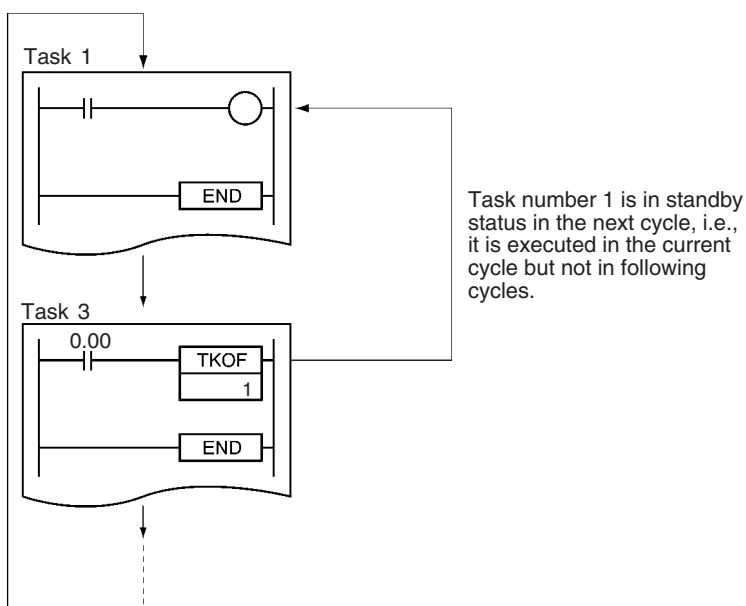 Task 1
END
Task number 1 is in standby
status in the next cycle, i.e.,
it is executed in the current
cycle but not in following
cycles.
Task 3
0.00
TKOF
1
END